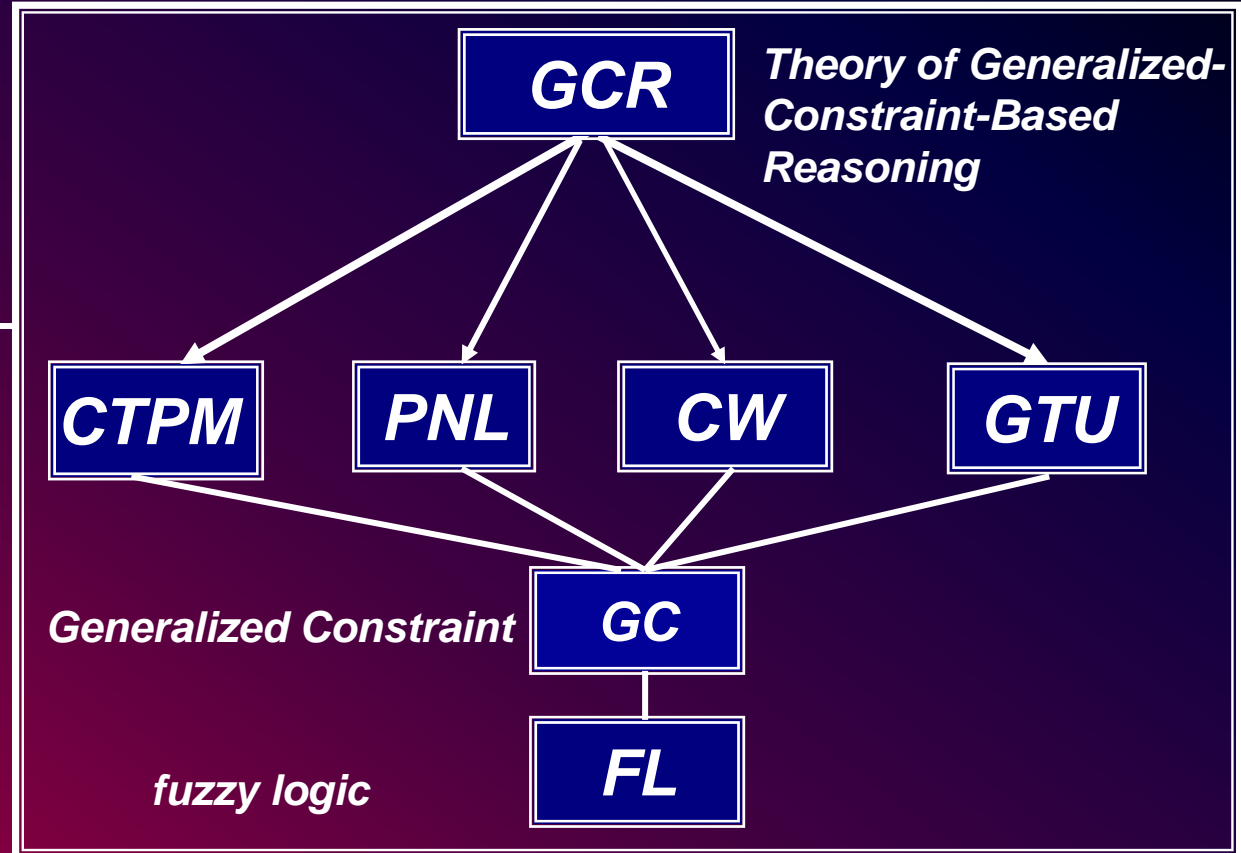 GCR
Theory of Generalized-
Constraint-Based
Reasoning
CTPM
PNL
CW
GTU
Generalized Constraint
GC
fuzzy logic
FL